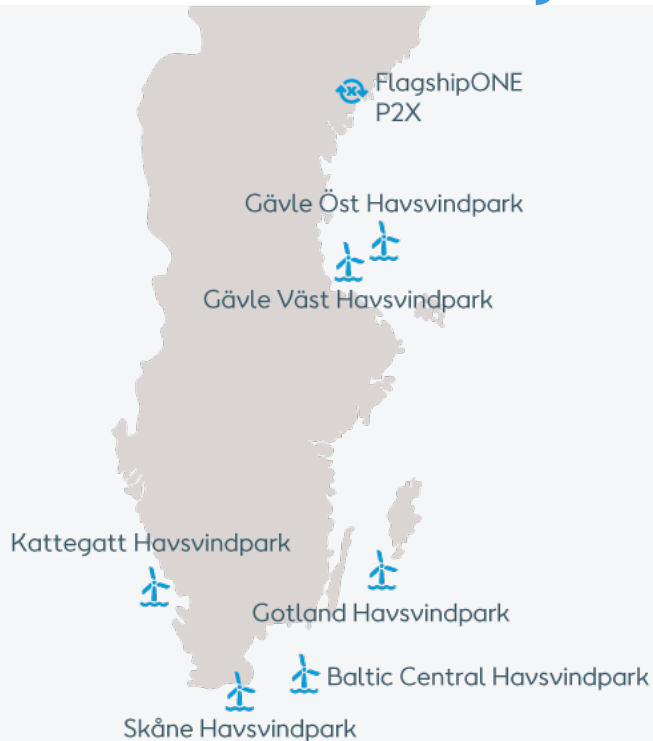 FlagshipONE
P2X
Gävle Öst Havsvindpark
Gävle Väst Havsvindpark
Kattegatt Havsvindpark
Gotland Havsvindpark
Baltic Central Havsvindpark
Skåne Havsvindpark